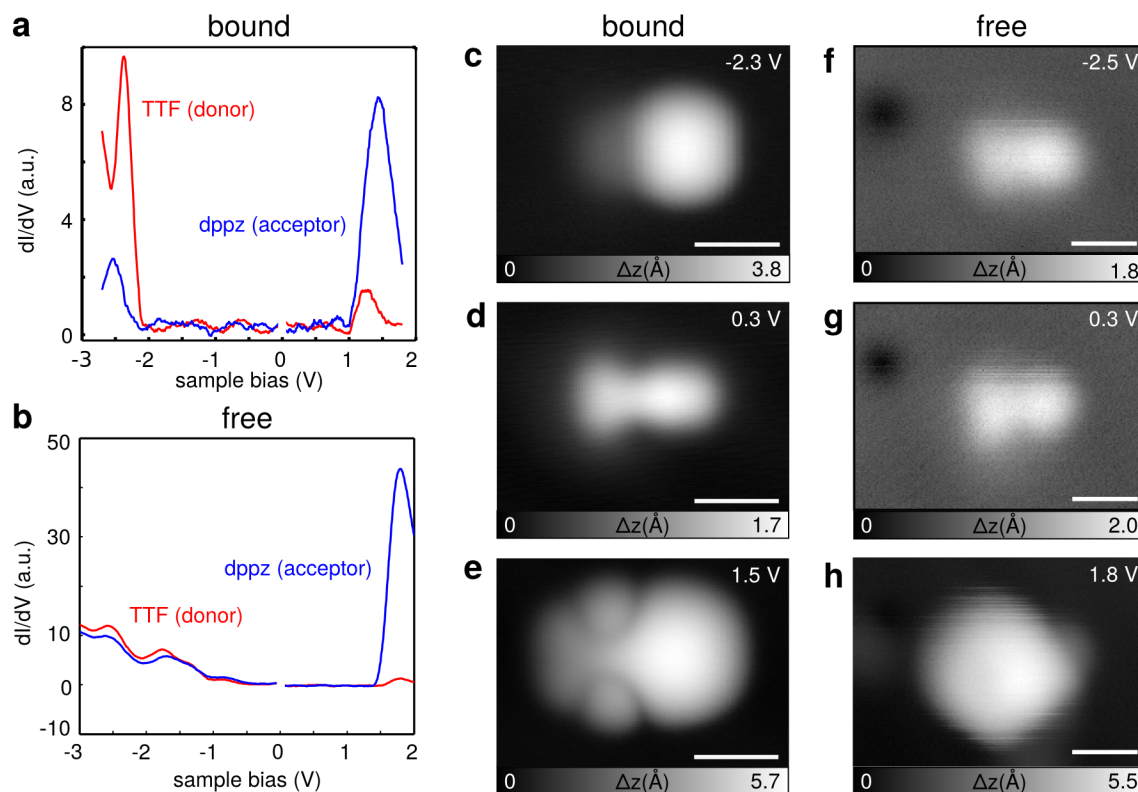 a bound
dI/dV (a.u.)
8
4
0
TTF (donor)
dppz (acceptor)
-3 -2 -1 0 1 2
sample bias (V)
b free
dI/dV (a.u.)
50
30
10
0
-10
dppz (acceptor)
TTF (donor)
-3 -2 -1 0 1 2
sample bias (V)
bound
c -2.3 V
0 Δz(Å) 3.8
d 0.3 V
0 Δz(Å) 1.7
e 1.5 V
0 Δz(Å) 5.7
free
f -2.5 V
0 Δz(Å) 1.8
g 0.3 V
0 Δz(Å) 2.0
h 1.8 V
0 Δz(Å) 5.5